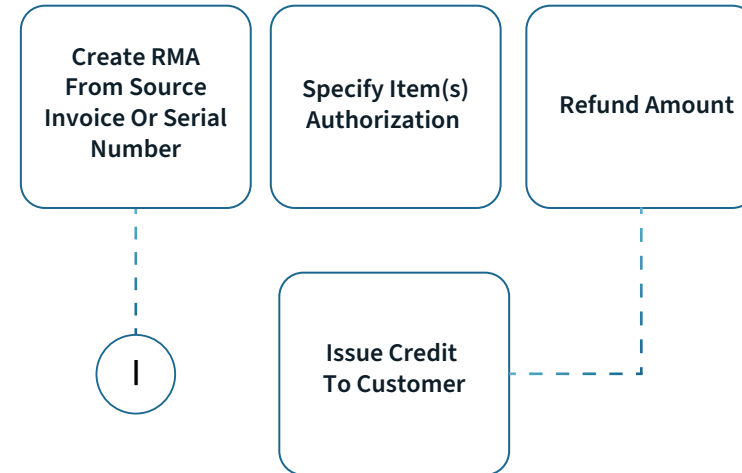 Create RMA
From Source
Invoice Or Serial
Number
Specify Item(s)
Authorization
Refund Amount
Issue Credit
To Customer
I